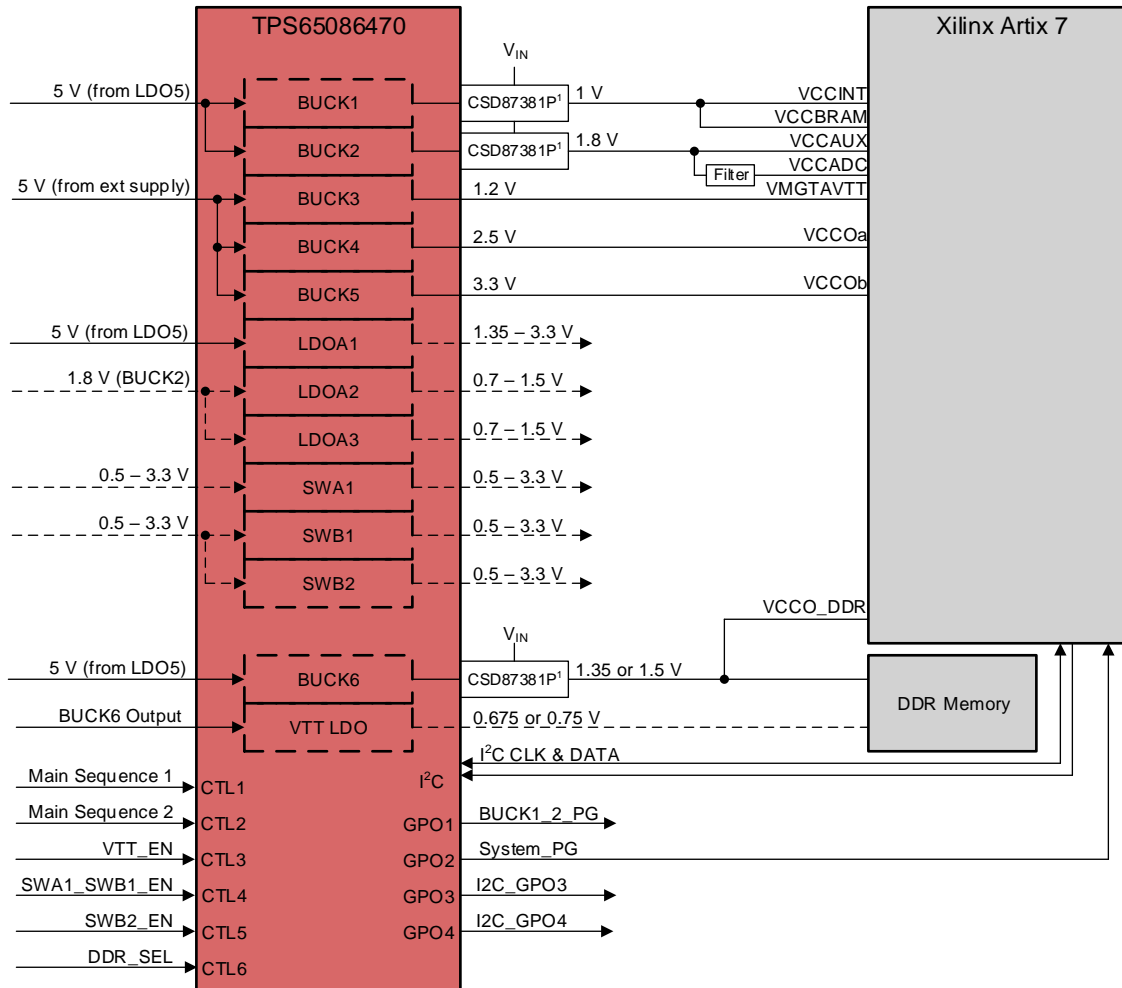 TPS65086470
Xilinx Artix 7
VIN
5 V (from LDO5)
BUCK1
CSD87381P¹
1 V
VCCINT
VCCBRAM
BUCK2
CSD87381P¹
1.8 V
VCCAUX
Filter
VCCADC
5 V (from ext supply)
BUCK3
1.2 V
VMGTAVTT
BUCK4
2.5 V
VCCOa
BUCK5
3.3 V
VCCOb
5 V (from LDO5)
LDOA1
1.35 – 3.3 V
1.8 V (BUCK2)
LDOA2
0.7 – 1.5 V
LDOA3
0.7 – 1.5 V
0.5 – 3.3 V
SWA1
0.5 – 3.3 V
0.5 – 3.3 V
SWB1
0.5 – 3.3 V
SWB2
0.5 – 3.3 V
VCCO_DDR
VIN
5 V (from LDO5)
BUCK6
CSD87381P¹
1.35 or 1.5 V
DDR Memory
BUCK6 Output
VTT LDO
0.675 or 0.75 V
I²C CLK & DATA
Main Sequence 1
CTL1
I²C
Main Sequence 2
CTL2
GPO1
BUCK1_2_PG
VTT_EN
CTL3
GPO2
System_PG
SWA1_SWB1_EN
CTL4
GPO3
I2C_GPO3
SWB2_EN
CTL5
GPO4
I2C_GPO4
DDR_SEL
CTL6